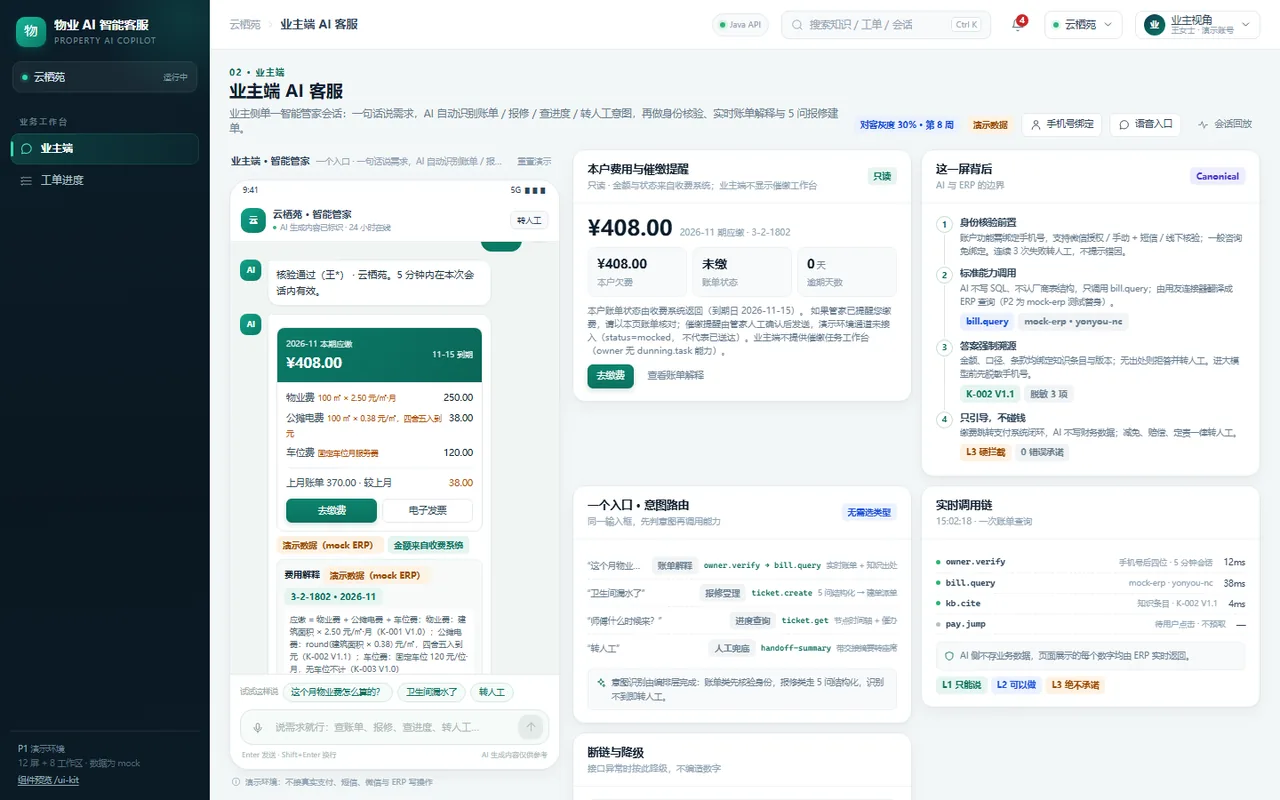 物
物业 AI 智能客服
PROPERTY AI COPILOT
云栖苑
运行中
业务工作台
业主端
工单进度
P1 演示环境
12 屏 + 8 工作区 · 数据为 mock
组件预览 /ui-kit
云栖苑 › 业主端 AI 客服
Java API
搜索知识 / 工单 / 会话
Ctrl K
4
云栖苑
业
业主视角
王女士 · 演示账号
02 • 业主端
业主端 AI 客服
业主侧单一智能管家会话：一句话说需求，AI 自动识别账单 / 报修 / 查进度 / 转人工意图，再做身份核验、实时账单解释与 5 问报修建
单。
对客灰度 30% • 第 8 周
演示数据
手机号绑定
语音入口
会话回放
业主端 • 智能管家
一个入口 · 一句话说需求，AI 自动识别账单 / 报...
重置演示
9:41
5G
云
云栖苑 • 智能管家
AI 生成内容已标识 · 24 小时在线
转人工
AI
核验通过（王*） · 云栖苑。5 分钟内在本次会
话内有效。
AI
2026-11 本期应缴
¥408.00
11-15 到期
物业费 100 ㎡ × 2.50 元/㎡·月
250.00
公摊电费 100 ㎡ × 0.38 元/㎡，四舍五入到
元
38.00
车位费 固定车位月服务费
120.00
上月账单 370.00 · 较上月
38.00
去缴费
电子发票
演示数据（mock ERP）
金额来自收费系统
费用解释
演示数据（mock ERP）
3-2-1802 • 2026-11
应缴 = 物业费 + 公摊电费 + 车位费；物业费：建
筑面积 × 2.50 元/㎡·月（K-001 V1.0）；公摊电
费：round(建筑面积 × 0.38) 元/㎡，四舍五入到
元（K-002 V1.1）；车位费：固定车位 120 元/位·
月，无车位不计（K-003 V1.0）
试试这样说
这个月物业费怎么算的？
卫生间漏水了
转人工
说需求就行：查账单、报修、查进度、转人工...
Enter 发送 · Shift+Enter 换行
AI 生成内容仅供参考
演示环境：不接真实支付、短信、微信与 ERP 写操作
本户费用与催缴提醒
只读 · 金额与状态来自收费系统；业主端不显示催缴工作台
只读
¥408.00
2026-11 期应缴 · 3-2-1802
¥408.00
本户欠费
未缴
账单状态
0 天
逾期天数
本户账单状态由收费系统返回（到期日 2026-11-15）。如果管家已提醒您缴
费，请以本页账单核对；催缴提醒由管家人工确认后发送，演示环境通道未接
入（status=mocked， 不代表已送达）。业主端不提供催缴任务工作台
（owner 无 dunning.task 能力）。
去缴费
查看账单解释
一个入口 • 意图路由
同一输入框，先判意图再调用能力
无需选类型
“这个月物业...
账单解释
owner.verify → bill.query
实时账单 + 知识出处
“卫生间漏水了”
报修受理
ticket.create
5 问结构化 → 建单派单
“师傅什么时候来？”
进度查询
ticket.get
节点时间轴 + 催办
“转人工”
人工兜底
handoff-summary
带交接摘要转座席
意图识别由编排层完成：账单类先核验身份，报修类走 5 问结构化，识别
不到即转人工。
断链与降级
接口异常时按此降级，不编造数字
这一屏背后
AI 与 ERP 的边界
Canonical
1
身份核验前置
账户功能需绑定手机号，支持微信授权 / 手动 + 短信 / 线下核验；一般咨询
免绑定。连续 3 次失败转人工，不提示猜因。
2
标准能力调用
AI 不写 SQL、不认厂商表结构，只调用 bill.query；由用友连接器翻译成
ERP 查询（P2 为 mock-erp 测试替身）。
bill.query
mock-erp • yonyou-nc
3
答案强制溯源
金额、口径、条款均绑定知识条目与版本；无出处则拒答并转人工。进大模
型前先脱敏手机号。
K-002 V1.1
脱敏 3 项
4
只引导，不碰钱
缴费跳转支付系统闭环，AI 不写财务数据；减免、赔偿、定责一律转人工。
L3 硬拦截
0 错误承诺
实时调用链
15:02:18 · 一次账单查询
owner.verify
手机号后四位 · 5 分钟会话
12ms
bill.query
mock-erp · yonyou-nc
38ms
kb.cite
知识条目 · K-002 V1.1
4ms
pay.jump
待用户点击 · 不预取
—
AI 侧不存业务数据，页面展示的每个数字均由 ERP 实时返回。
L1 只能说
L2 可以做
L3 绝不承诺